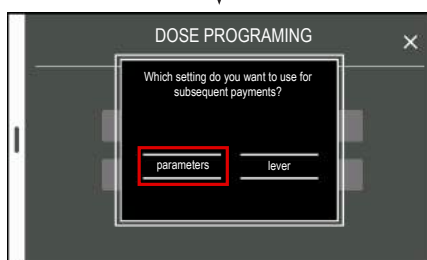 DOSE PROGRAMING
×
Which setting do you want to use for
subsequent payments?
parameters
lever